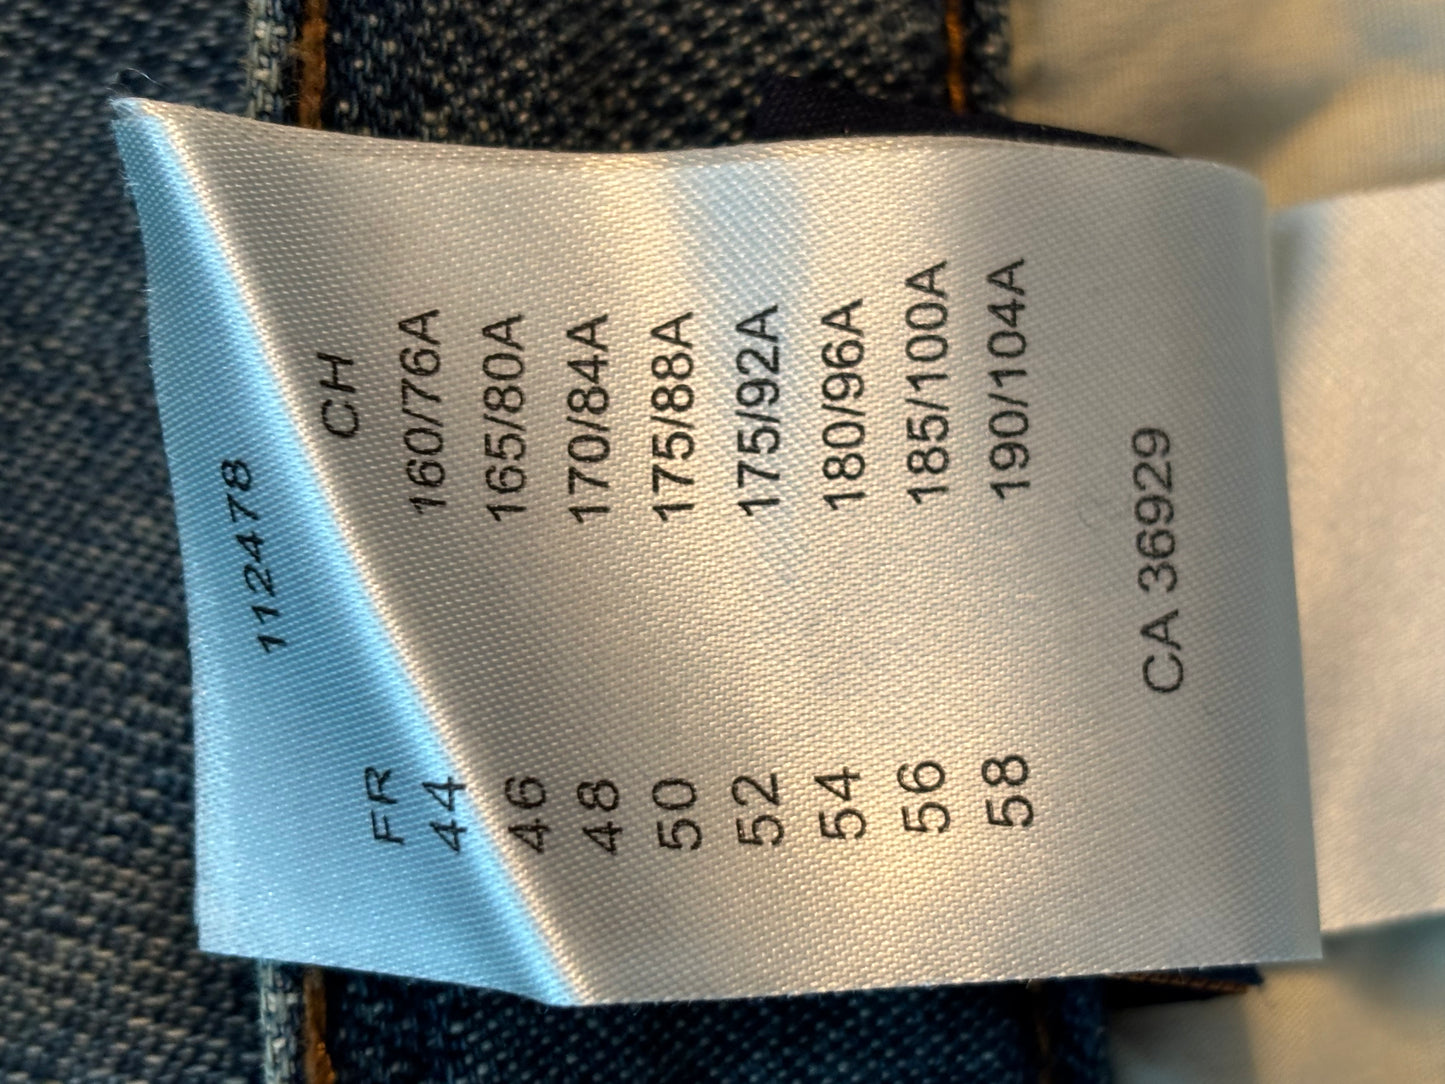 112478
FR CH
44 160/76A
46 165/80A
48 170/84A
50 175/88A
52 175/92A
54 180/96A
56 185/100A
58 190/104A
CA 36929